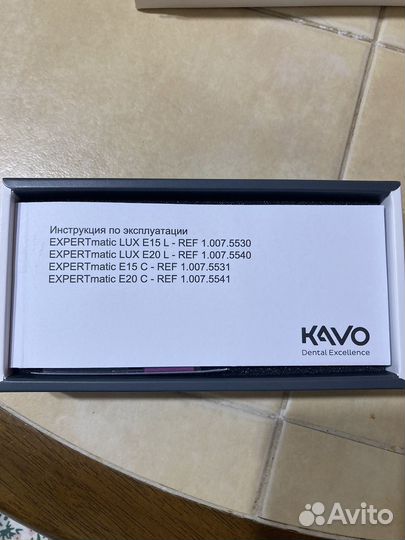 Инструкция по эксплуатации
EXPERTmatic LUX E15 L - REF 1.007.5530
EXPERTmatic LUX E20 L - REF 1.007.5540
EXPERTmatic E15 C - REF 1.007.5531
EXPERTmatic E20 C - REF 1.007.5541
KAVO
Dental Excellence
Avito